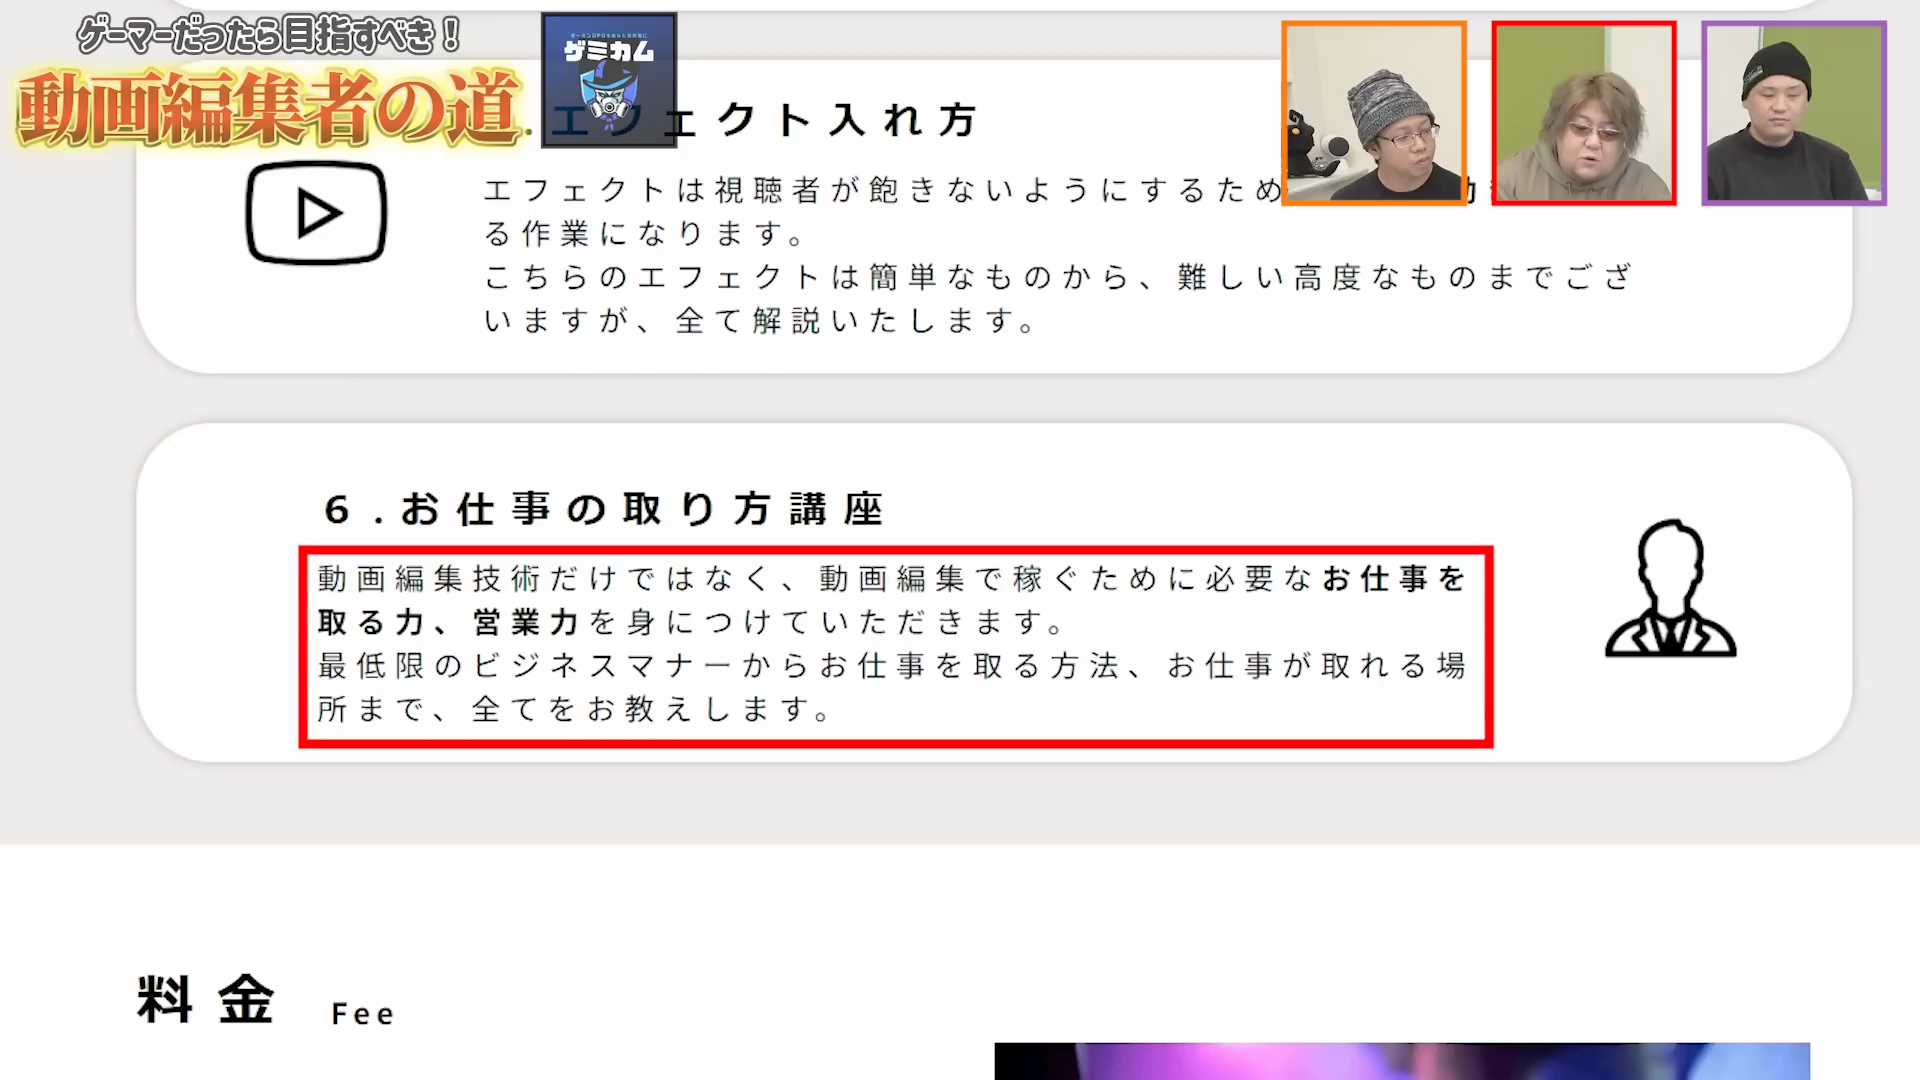 ゲーマーだったら目指すべき！
動画編集者の道
ゲミカム
エフェクト入れ方
エフェクトは視聴者が飽きないようにするため
る作業になります。
こちらのエフェクトは簡単なものから、難しい高度なものまでござ
いますが、全て解説いたします。
6.お仕事の取り方講座
動画編集技術だけではなく、動画編集で稼ぐために必要なお仕事を
取る力、営業力を身につけていただきます。
最低限のビジネスマナーからお仕事を取る方法、お仕事が取れる場
所まで、全てをお教えします。
料金 Fee